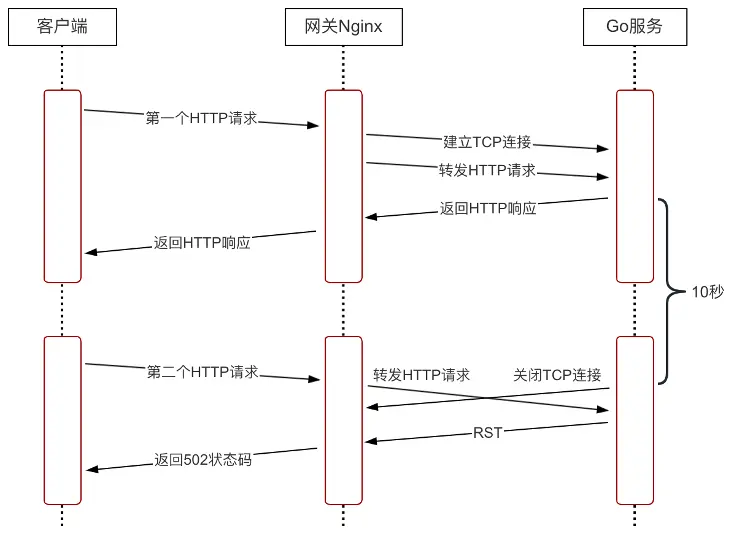 客户端
网关Nginx
Go服务
第一个HTTP请求
建立TCP连接
转发HTTP请求
返回HTTP响应
返回HTTP响应
10秒
第二个HTTP请求
转发HTTP请求
关闭TCP连接
RST
返回502状态码